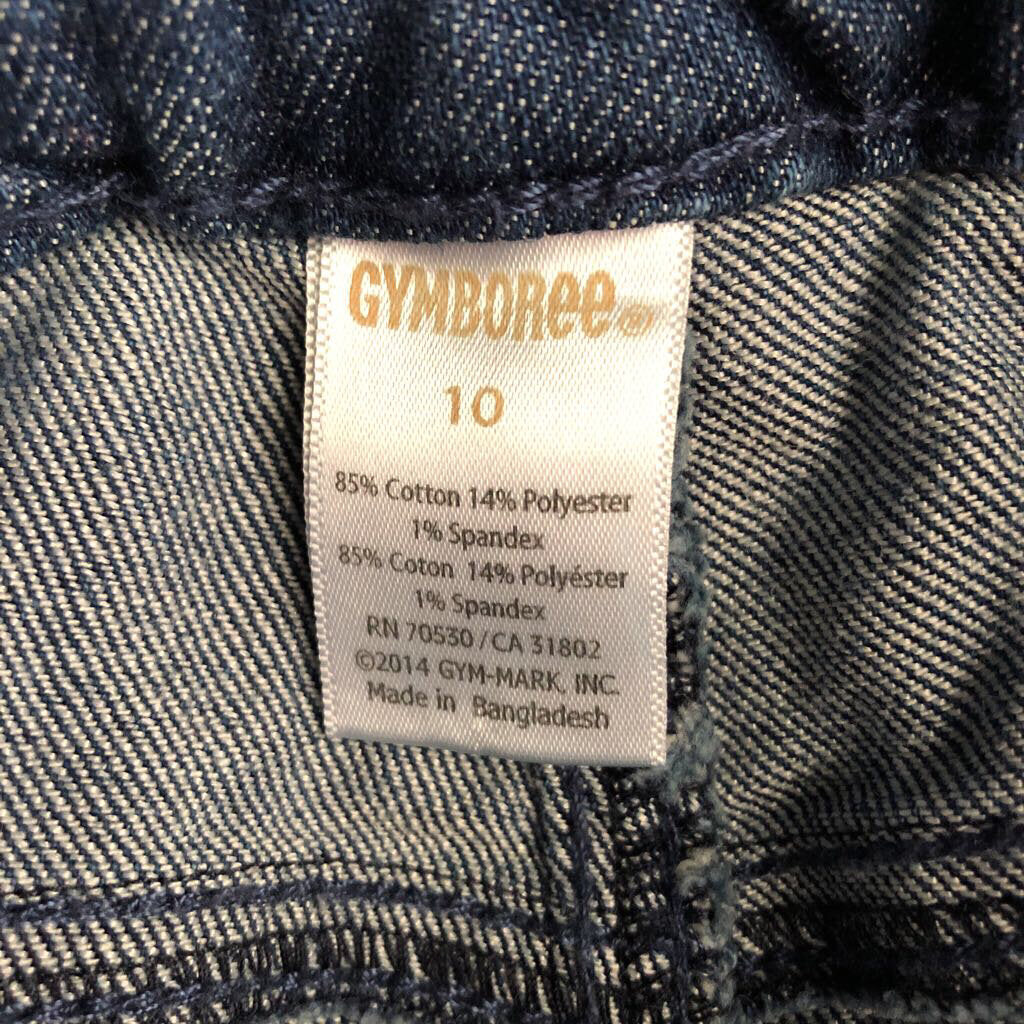 GYMBORee®
10
85% Cotton 14% Polyester
1% Spandex
85% Coton 14% Polyéster
1% Spandex
RN 70530 / CA 31802
©2014 GYM-MARK, INC.
Made in Bangladesh